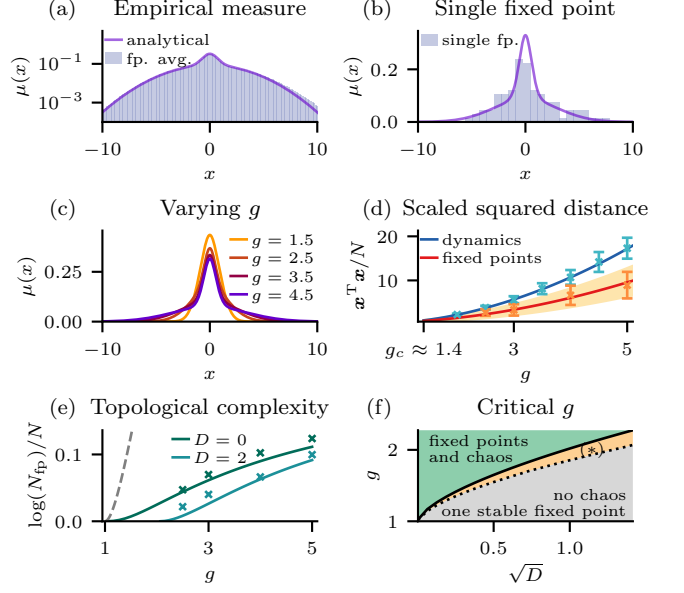 (a) Empirical measure
analytical
fp. avg.
μ(x)
10⁻¹
10⁻³
−10 0 10
x
(b) Single fixed point
single fp.
μ(x)
0.2
0.0
−10 0 10
x
(c) Varying g
g = 1.5
g = 2.5
g = 3.5
g = 4.5
μ(x)
0.25
0.00
−10 0 10
x
(d) Scaled squared distance
dynamics
fixed points
xᵀx/N
20
10
g_c ≈ 1.4 3 5
g
(e) Topological complexity
D = 0
D = 2
log(N_fp)/N
0.1
0.0
1 3 5
g
(f) Critical g
fixed points
and chaos
(*)
no chaos
one stable fixed point
g
2
1
0.5 1.0
√D